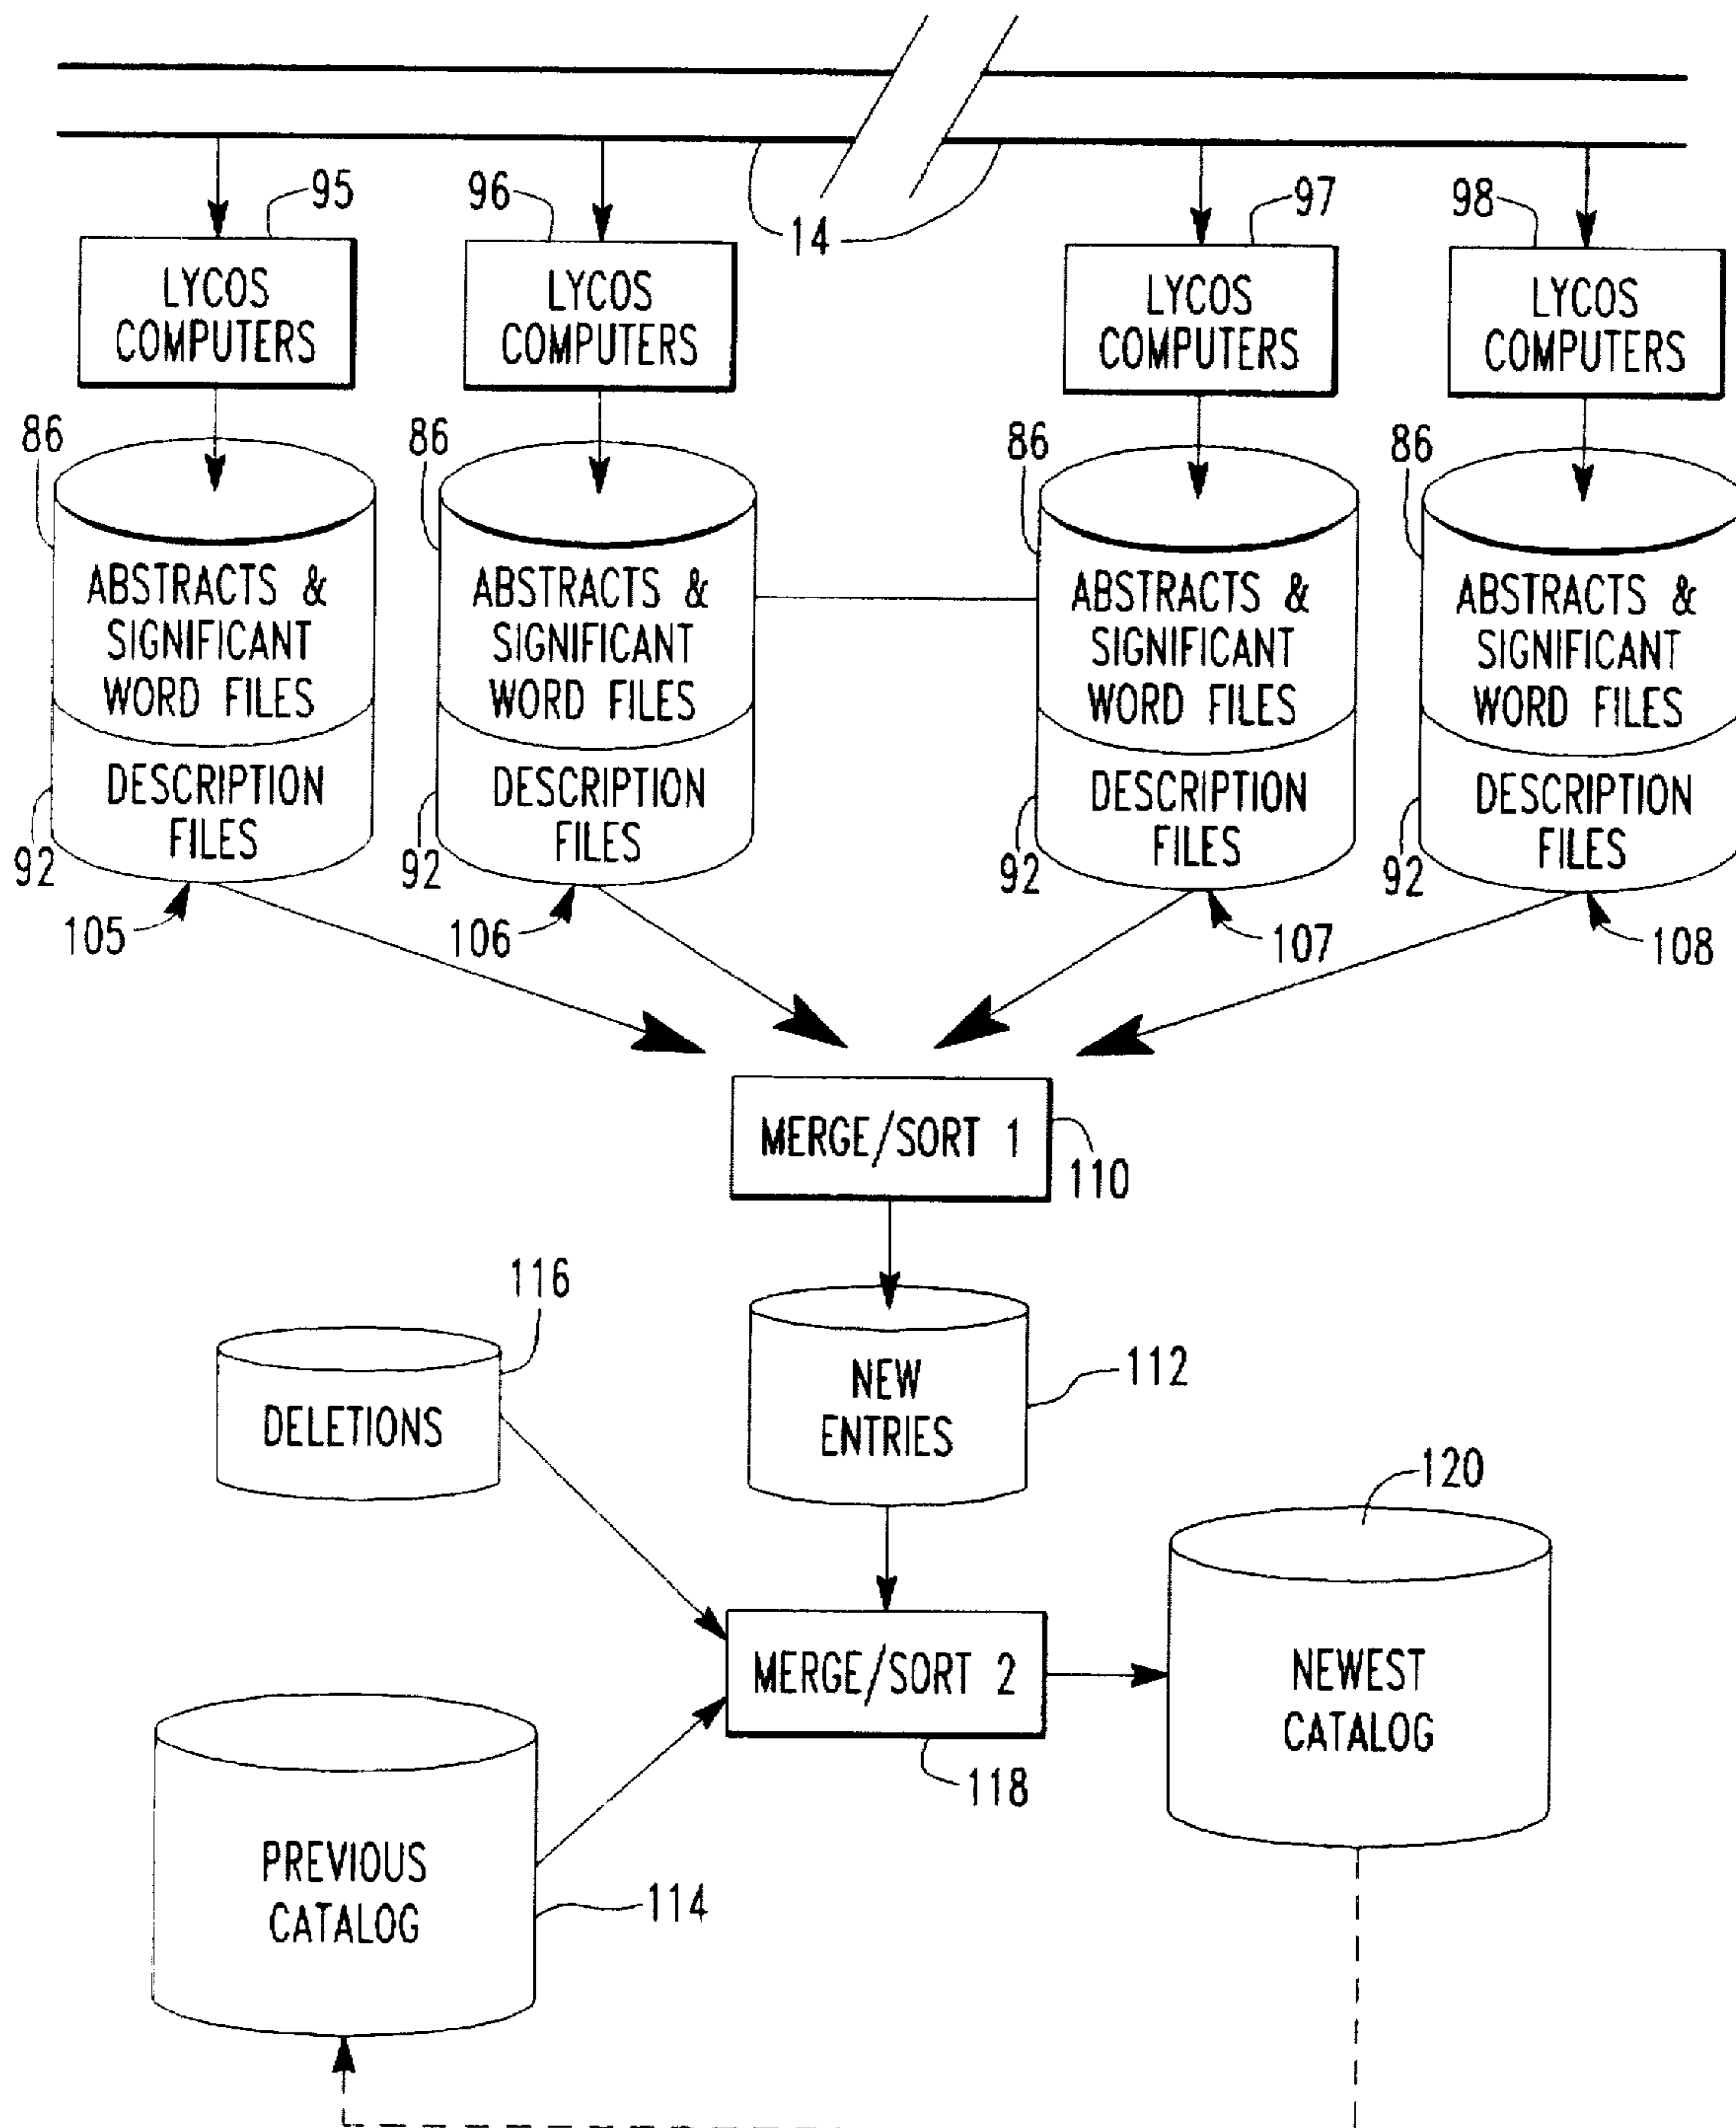 95
96
14
97
98
LYCOS
COMPUTERS
LYCOS
COMPUTERS
LYCOS
COMPUTERS
LYCOS
COMPUTERS
86
86
86
86
ABSTRACTS &
SIGNIFICANT
WORD FILES
ABSTRACTS &
SIGNIFICANT
WORD FILES
ABSTRACTS &
SIGNIFICANT
WORD FILES
ABSTRACTS &
SIGNIFICANT
WORD FILES
DESCRIPTION
FILES
DESCRIPTION
FILES
DESCRIPTION
FILES
DESCRIPTION
FILES
92
92
92
92
105
106
107
108
MERGE/SORT 1
110
116
DELETIONS
NEW
ENTRIES
112
120
MERGE/SORT 2
118
NEWEST
CATALOG
PREVIOUS
CATALOG
114